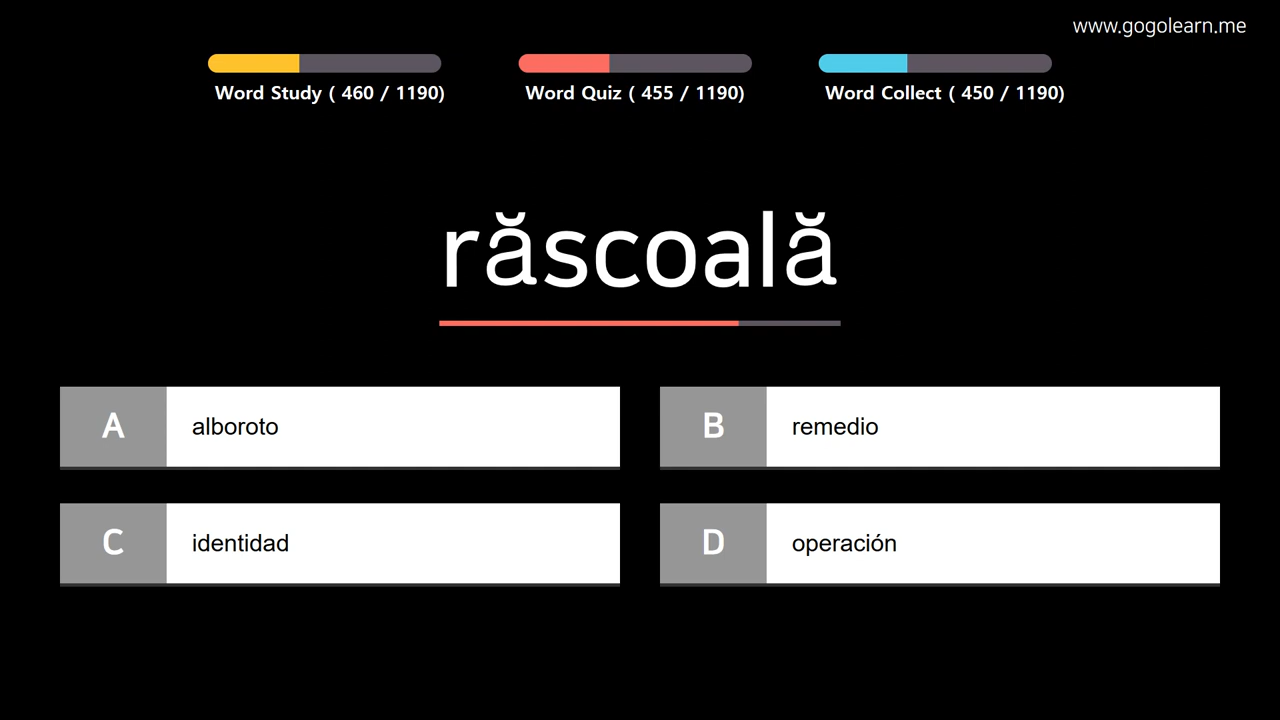 www.gogolearn.me
Word Study ( 460 / 1190)
Word Quiz ( 455 / 1190)
Word Collect ( 450 / 1190)
răscoală
A alboroto
B remedio
C identidad
D operación